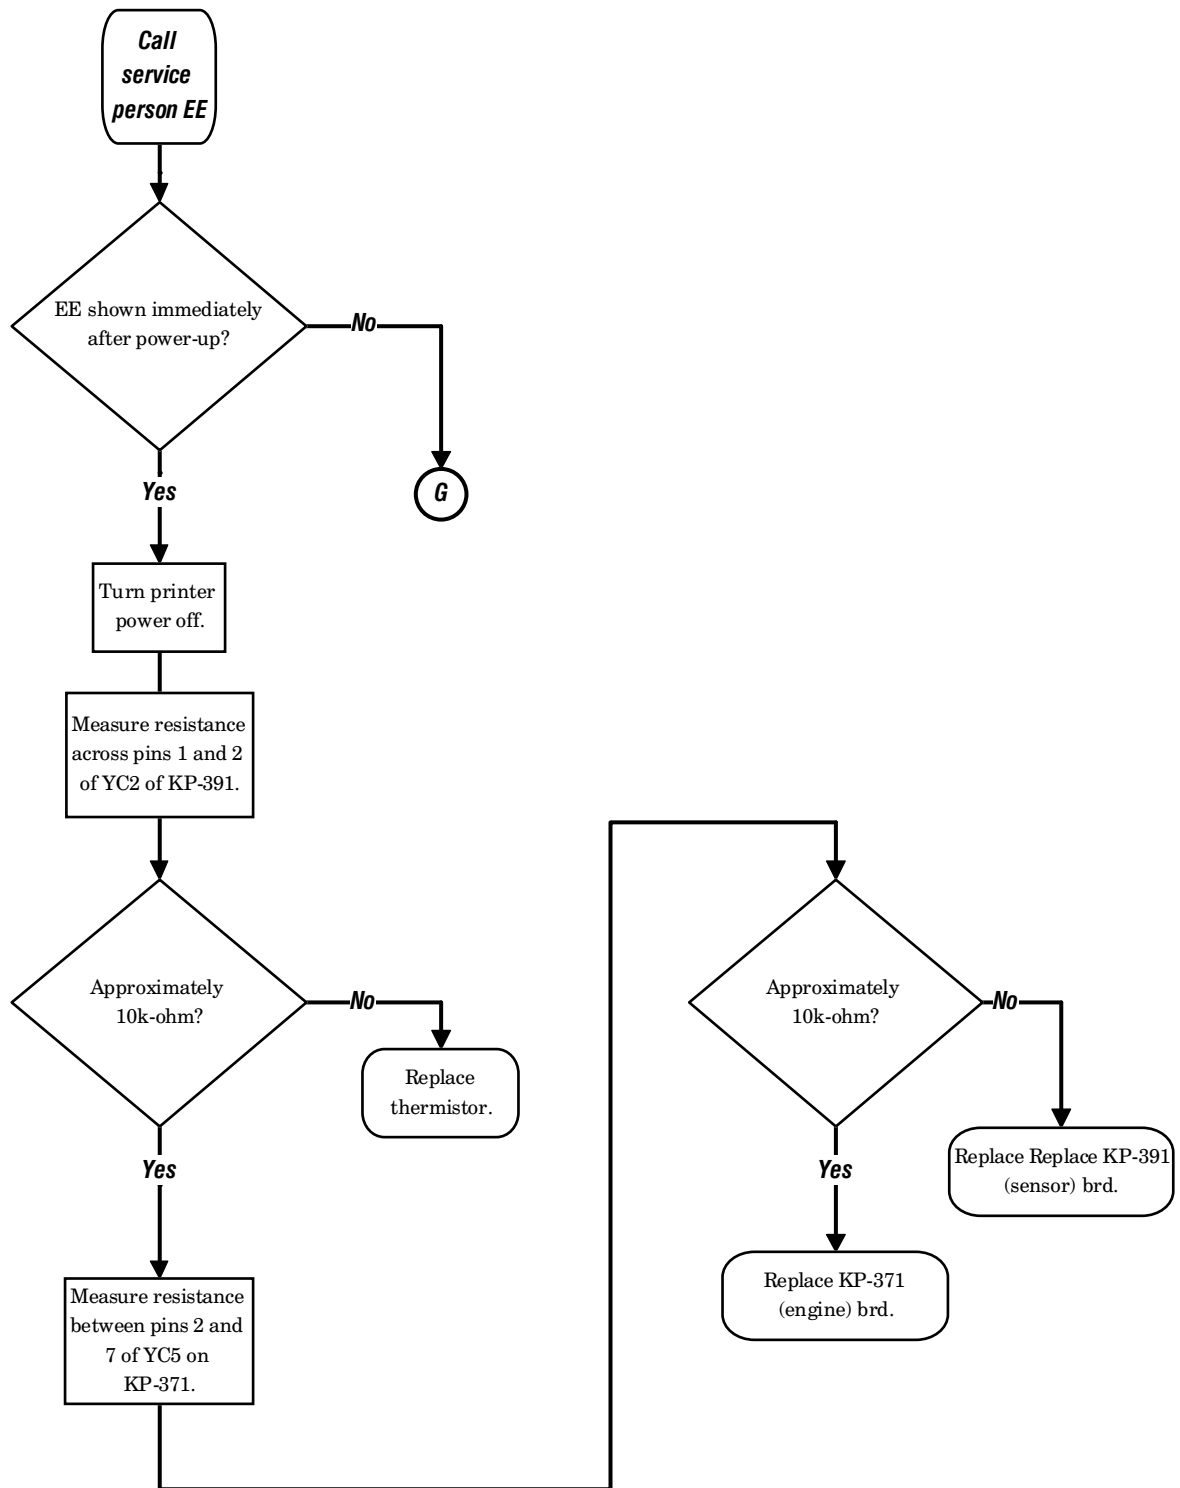 Call
service
person EE
EE shown immediately
after power-up?
No
G
Yes
Turn printer
power off.
Measure resistance
across pins 1 and 2
of YC2 of KP-391.
Approximately
10k-ohm?
No
Replace
thermistor.
Yes
Measure resistance
between pins 2 and
7 of YC5 on
KP-371.
Approximately
10k-ohm?
No
Replace Replace KP-391
(sensor) brd.
Yes
Replace KP-371
(engine) brd.